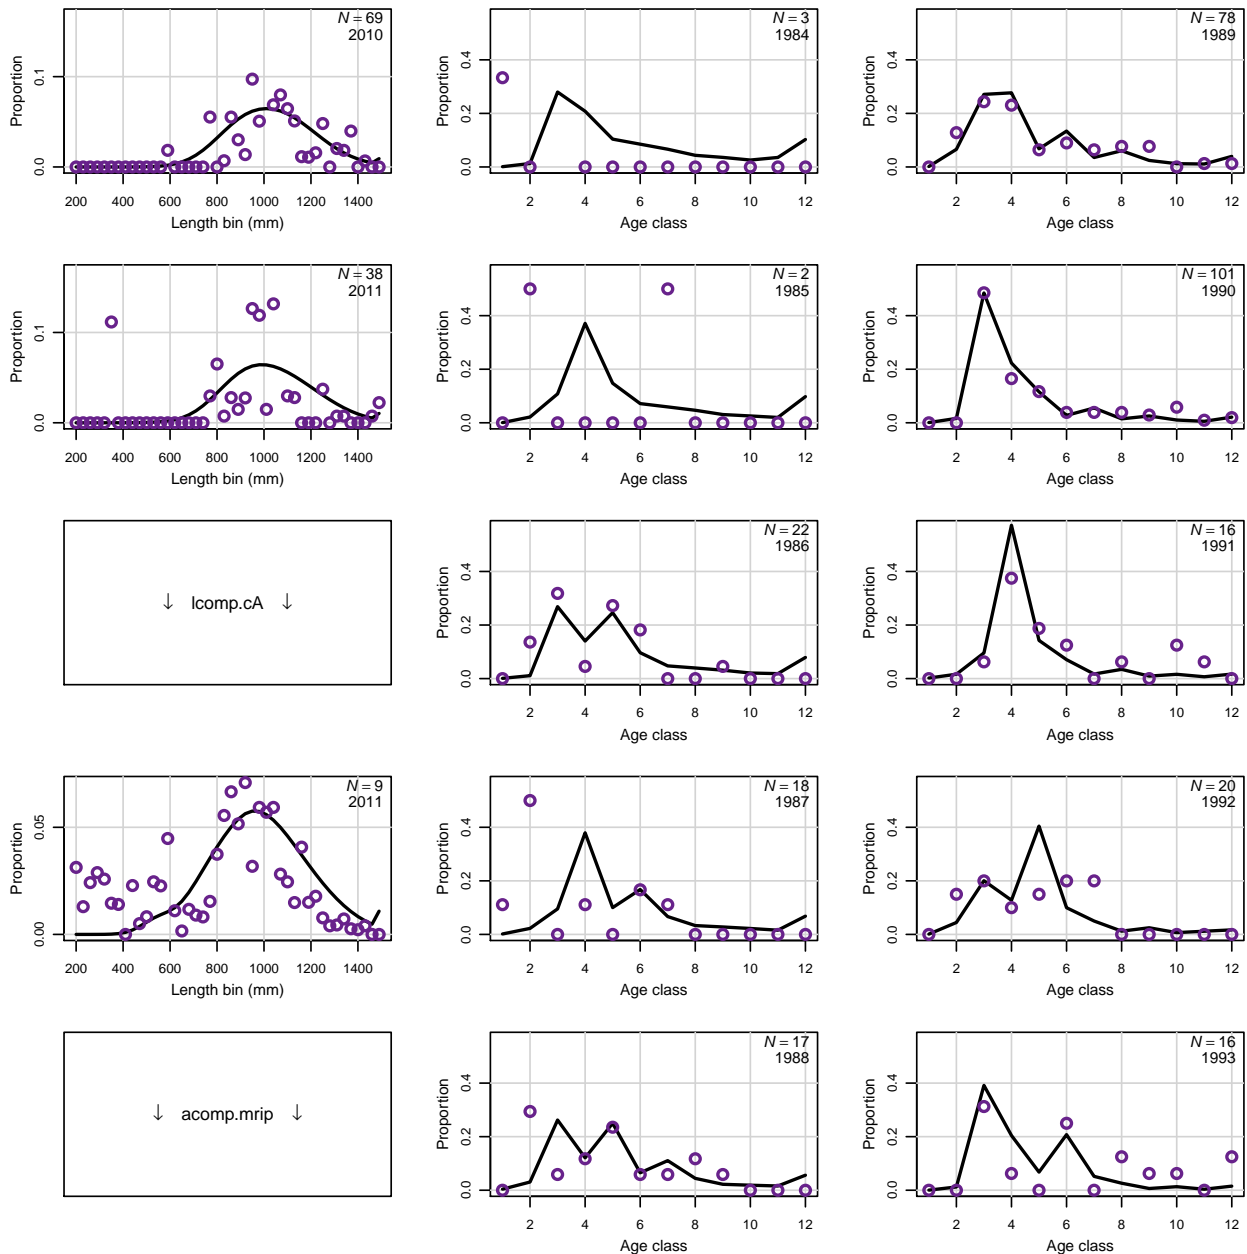 N = 69
2010
Proportion
0.0 0.1
200 400 600 800 1000 1200 1400
Length bin (mm)
N = 3
1984
Proportion
0.0 0.2 0.4
2 4 6 8 10 12
Age class
N = 78
1989
Proportion
0.0 0.2 0.4
2 4 6 8 10 12
Age class
N = 38
2011
Proportion
0.0 0.1
200 400 600 800 1000 1200 1400
Length bin (mm)
N = 2
1985
Proportion
0.0 0.2 0.4
2 4 6 8 10 12
Age class
N = 101
1990
Proportion
0.0 0.2 0.4
2 4 6 8 10 12
Age class
↓ lcomp.cA ↓
N = 22
1986
Proportion
0.0 0.2 0.4
2 4 6 8 10 12
Age class
N = 16
1991
Proportion
0.0 0.2 0.4
2 4 6 8 10 12
Age class
N = 9
2011
Proportion
0.00 0.05
200 400 600 800 1000 1200 1400
Length bin (mm)
N = 18
1987
Proportion
0.0 0.2 0.4
2 4 6 8 10 12
Age class
N = 20
1992
Proportion
0.0 0.2 0.4
2 4 6 8 10 12
Age class
↓ acomp.mrip ↓
N = 17
1988
Proportion
0.0 0.2 0.4
2 4 6 8 10 12
Age class
N = 16
1993
Proportion
0.0 0.2 0.4
2 4 6 8 10 12
Age class